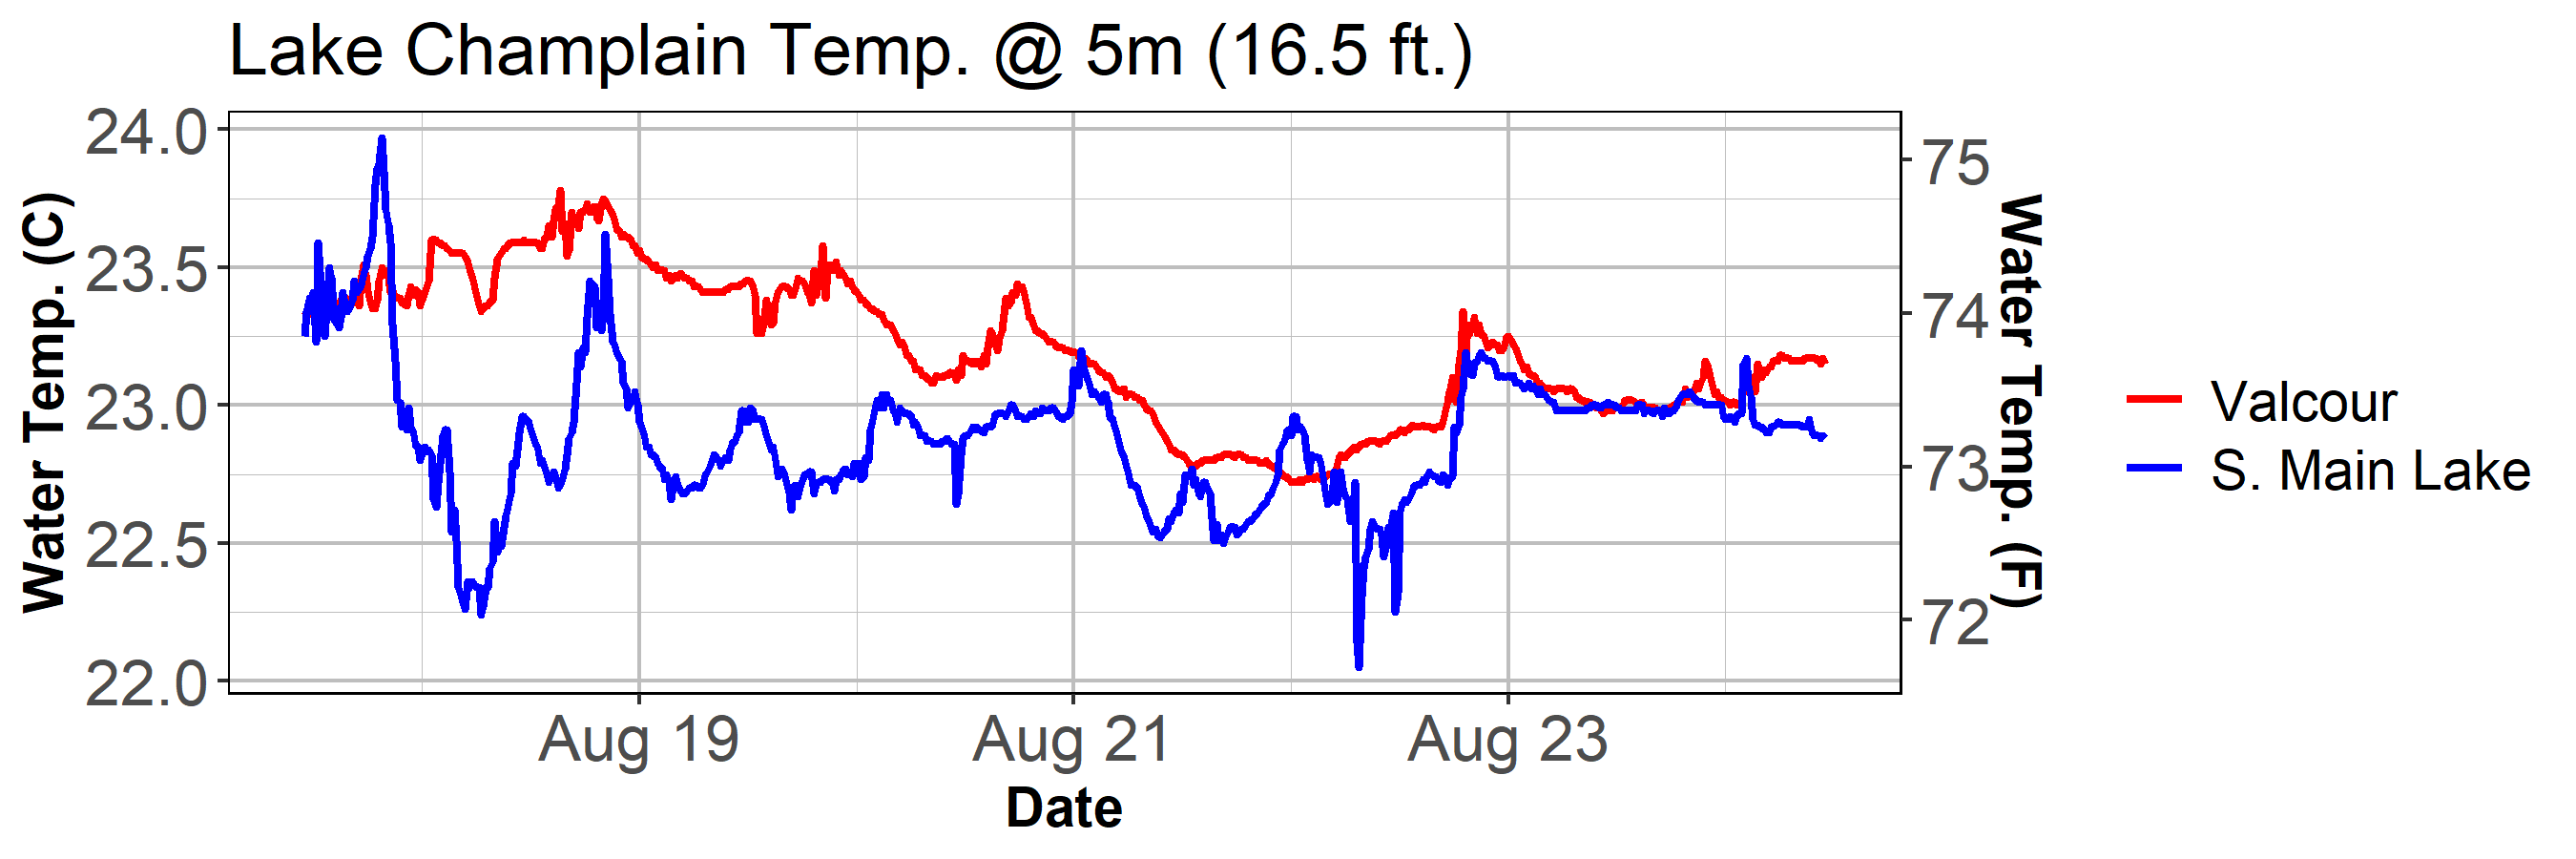 Lake Champlain Temp. @ 5m (16.5 ft.)
Water Temp. (C)
24.0
23.5
23.0
22.5
22.0
75
74
73
72
Water Temp. (F)
Aug 19
Aug 21
Aug 23
Date
Valcour
S. Main Lake